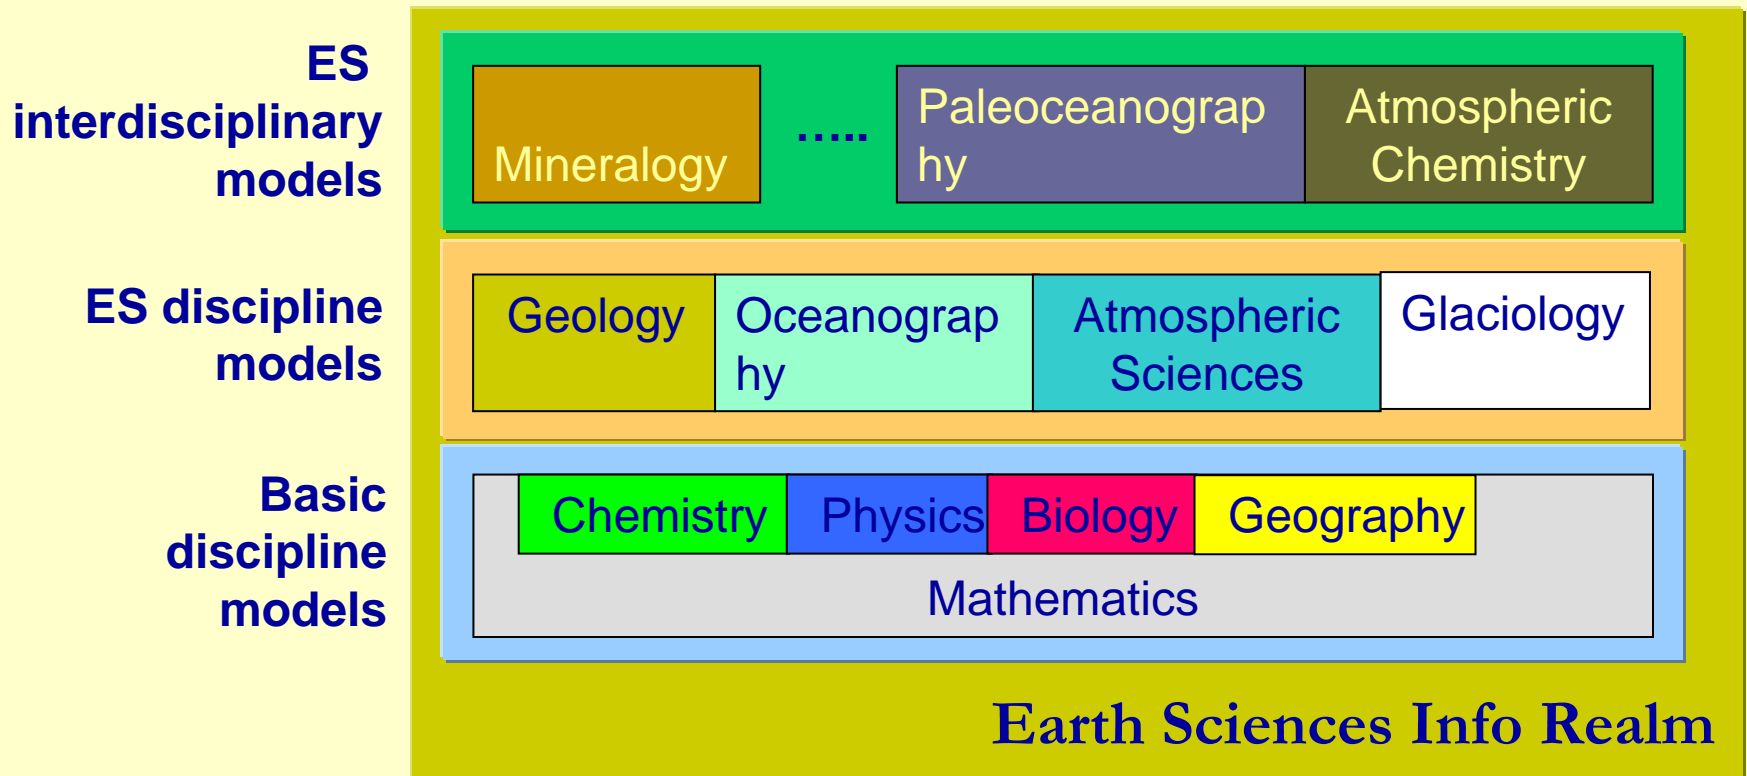 ES
interdisciplinary
models
Mineralogy
.....
Paleoceanograp
hy
Atmospheric
Chemistry
ES discipline
models
Geology
Oceanograp
hy
Atmospheric
Sciences
Glaciology
Basic
discipline
models
Chemistry
Physics
Biology
Geography
Mathematics
Earth Sciences Info Realm